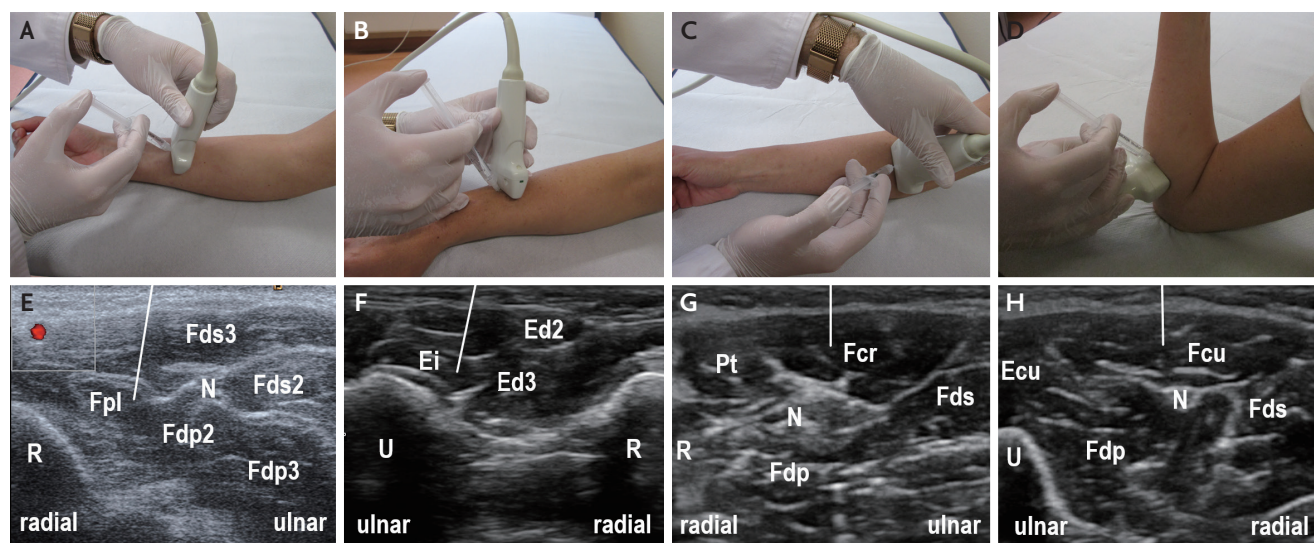 A
B
C
D
E
Fds3
N
Fds2
Fpl
Fdp2
R
Fdp3
radial
ulnar
F
Ed2
Ei
Ed3
U
R
ulnar
radial
G
Pt
Fcr
Fds
N
R
Fdp
radial
ulnar
H
Fcu
Ecu
N
Fds
Fdp
U
ulnar
radial